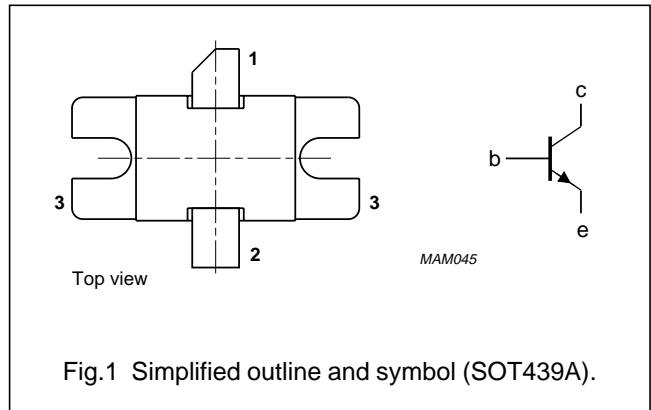 1
c
b
3
3
e
2
MAM045
Top view
Fig.1 Simplified outline and symbol (SOT439A).